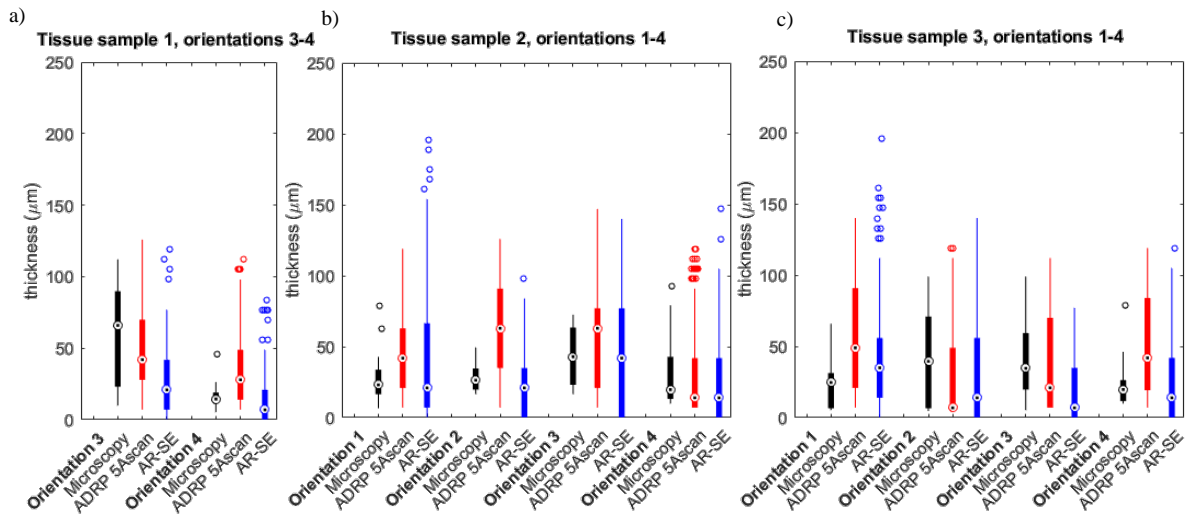 a)
Tissue sample 1, orientations 3-4
250
200
150
100
50
0
thickness (μm)
Orientation 3
Microscopy
ADRP 5Ascan
AR-SE
Orientation 4
Microscopy
ADRP 5Ascan
AR-SE
b)
Tissue sample 2, orientations 1-4
250
200
150
100
50
0
thickness (μm)
Orientation 1
Microscopy
ADRP 5Ascan
AR-SE
Orientation 2
Microscopy
ADRP 5Ascan
AR-SE
Orientation 3
Microscopy
ADRP 5Ascan
AR-SE
Orientation 4
Microscopy
ADRP 5Ascan
AR-SE
c)
Tissue sample 3, orientations 1-4
250
200
150
100
50
0
thickness (μm)
Orientation 1
Microscopy
ADRP 5Ascan
AR-SE
Orientation 2
Microscopy
ADRP 5Ascan
AR-SE
Orientation 3
Microscopy
ADRP 5Ascan
AR-SE
Orientation 4
Microscopy
ADRP 5Ascan
AR-SE